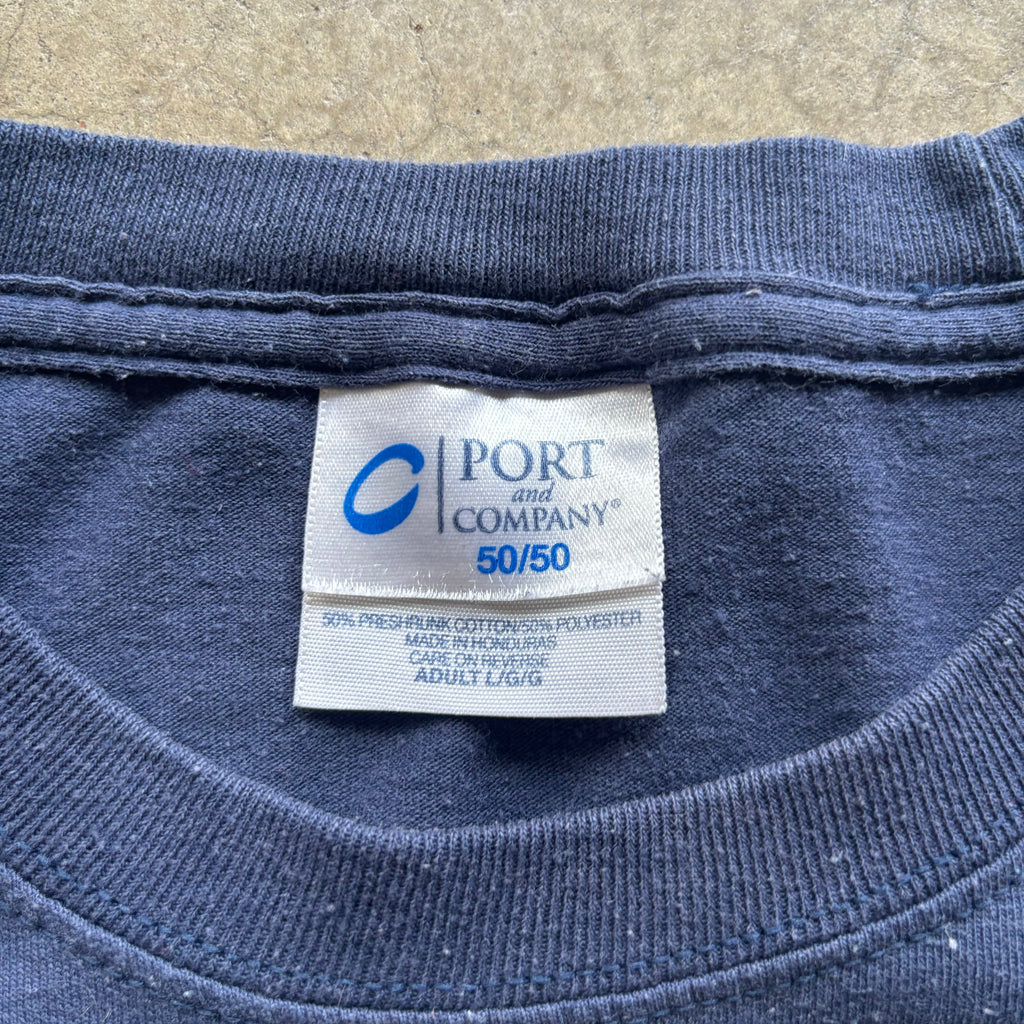 PORT
and
COMPANY®
50/50
50% PRESHRUNK COTTON/50% POLYESTER
MADE IN HONDURAS
CARE ON REVERSE
ADULT L/G/G